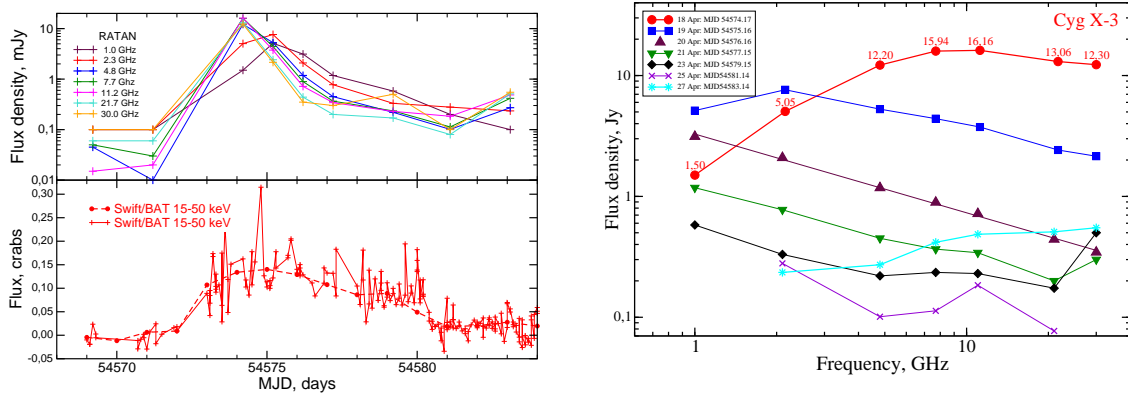 Flux density, mJy
10
1
0,1
0,01
RATAN
1.0 GHz
2.3 GHz
4.8 GHz
7.7 GHz
11.2 GHz
21.7 GHz
30.0 GHz
Flux, crabs
0,30
0,25
0,20
0,15
0,10
0,05
0,00
-0,05
Swift/BAT 15-50 keV
Swift/BAT 15-50 keV
54570 54575 54580
MJD, days
Cyg X-3
18 Apr: MJD 54574.17
19 Apr: MJD 54575.16
20 Apr: MJD 54576.16
21 Apr: MJD 54577.15
23 Apr: MJD 54579.15
25 Apr: MJD54581.14
27 Apr: MJD54583.14
Flux density, Jy
10
1
0.1
1.50
5.05
12.20
15.94
16.16
13.06
12.30
1 10
Frequency, GHz